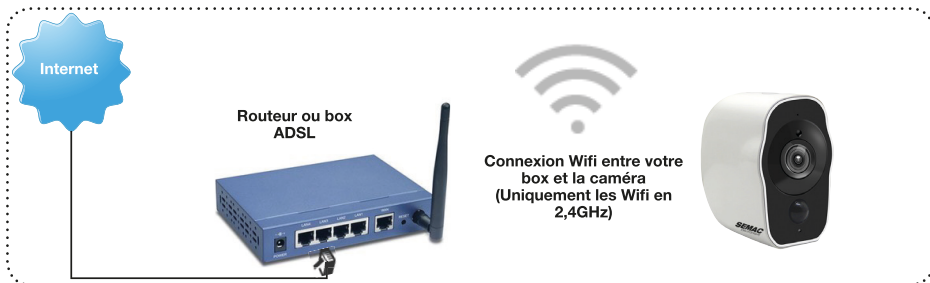 Internet
Routeur ou box
ADSL
Connexion Wifi entre votre
box et la caméra
(Uniquement les Wifi en
2,4GHz)
SEMAC